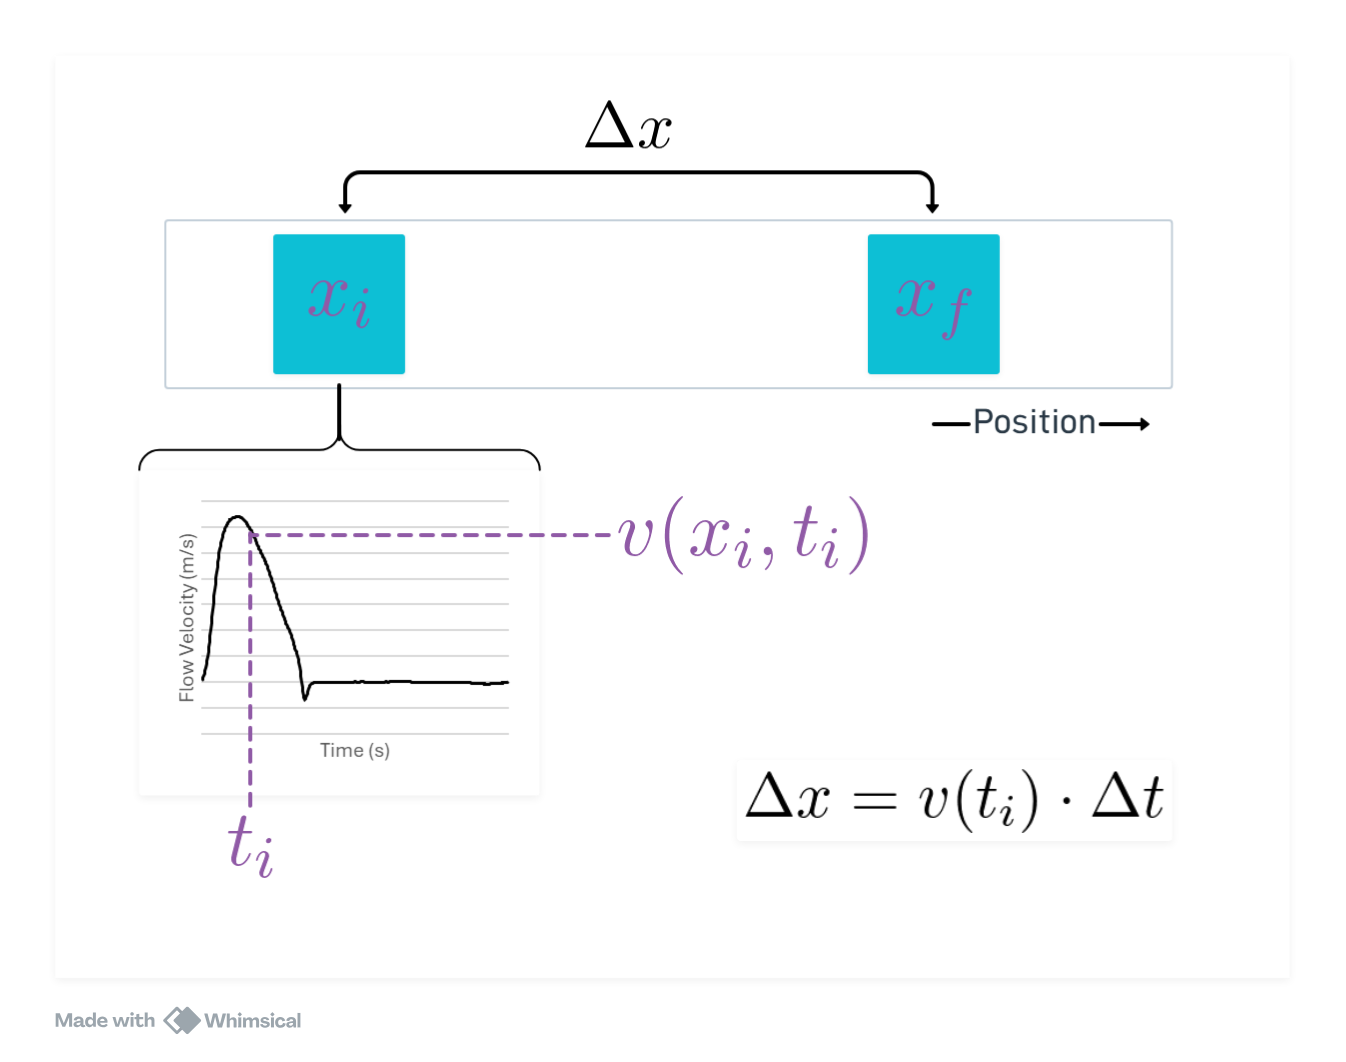 Δx
x_i
x_f
Position
Flow Velocity (m/s)
v(x_i, t_i)
Time (s)
Δx = v(t_i) · Δt
t_i
Made with Whimsical